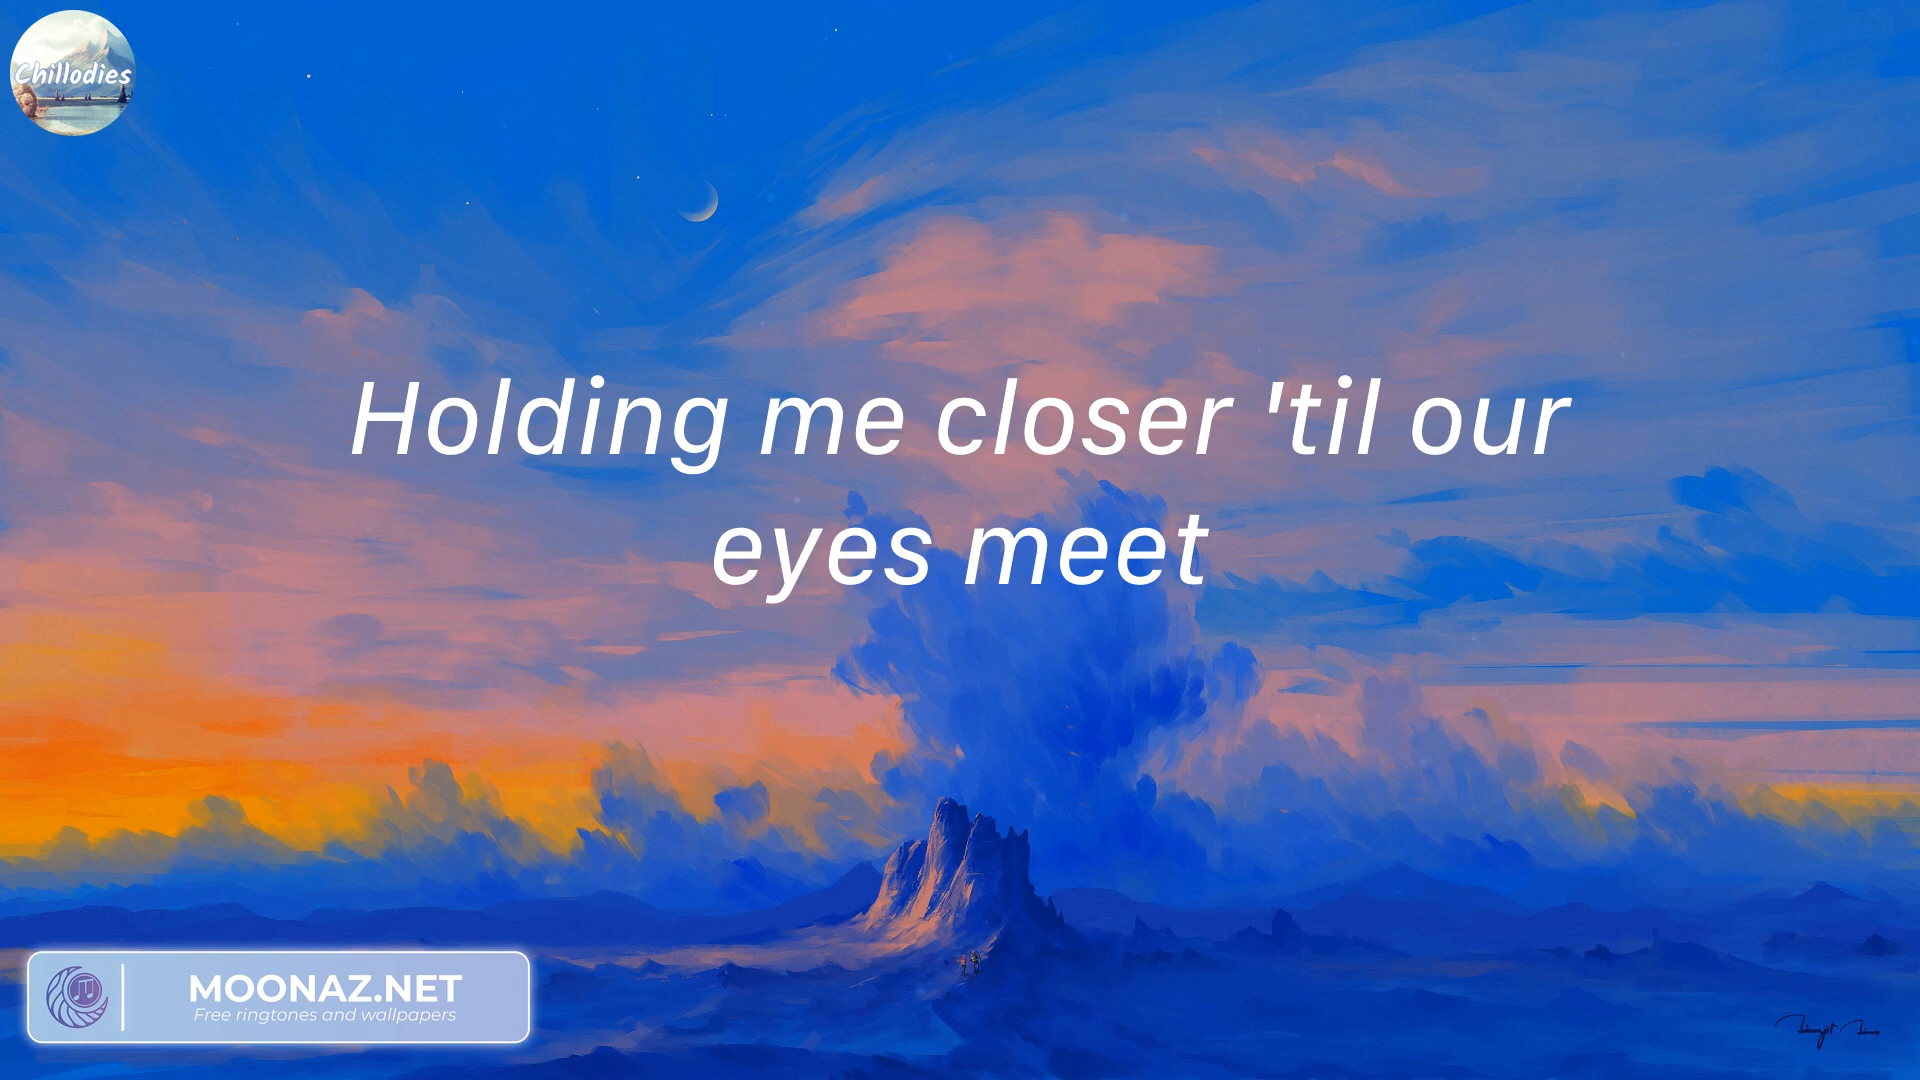 Chillodies
Holding me closer 'til our
eyes meet
MOONAZ.NET
Free ringtones and wallpapers